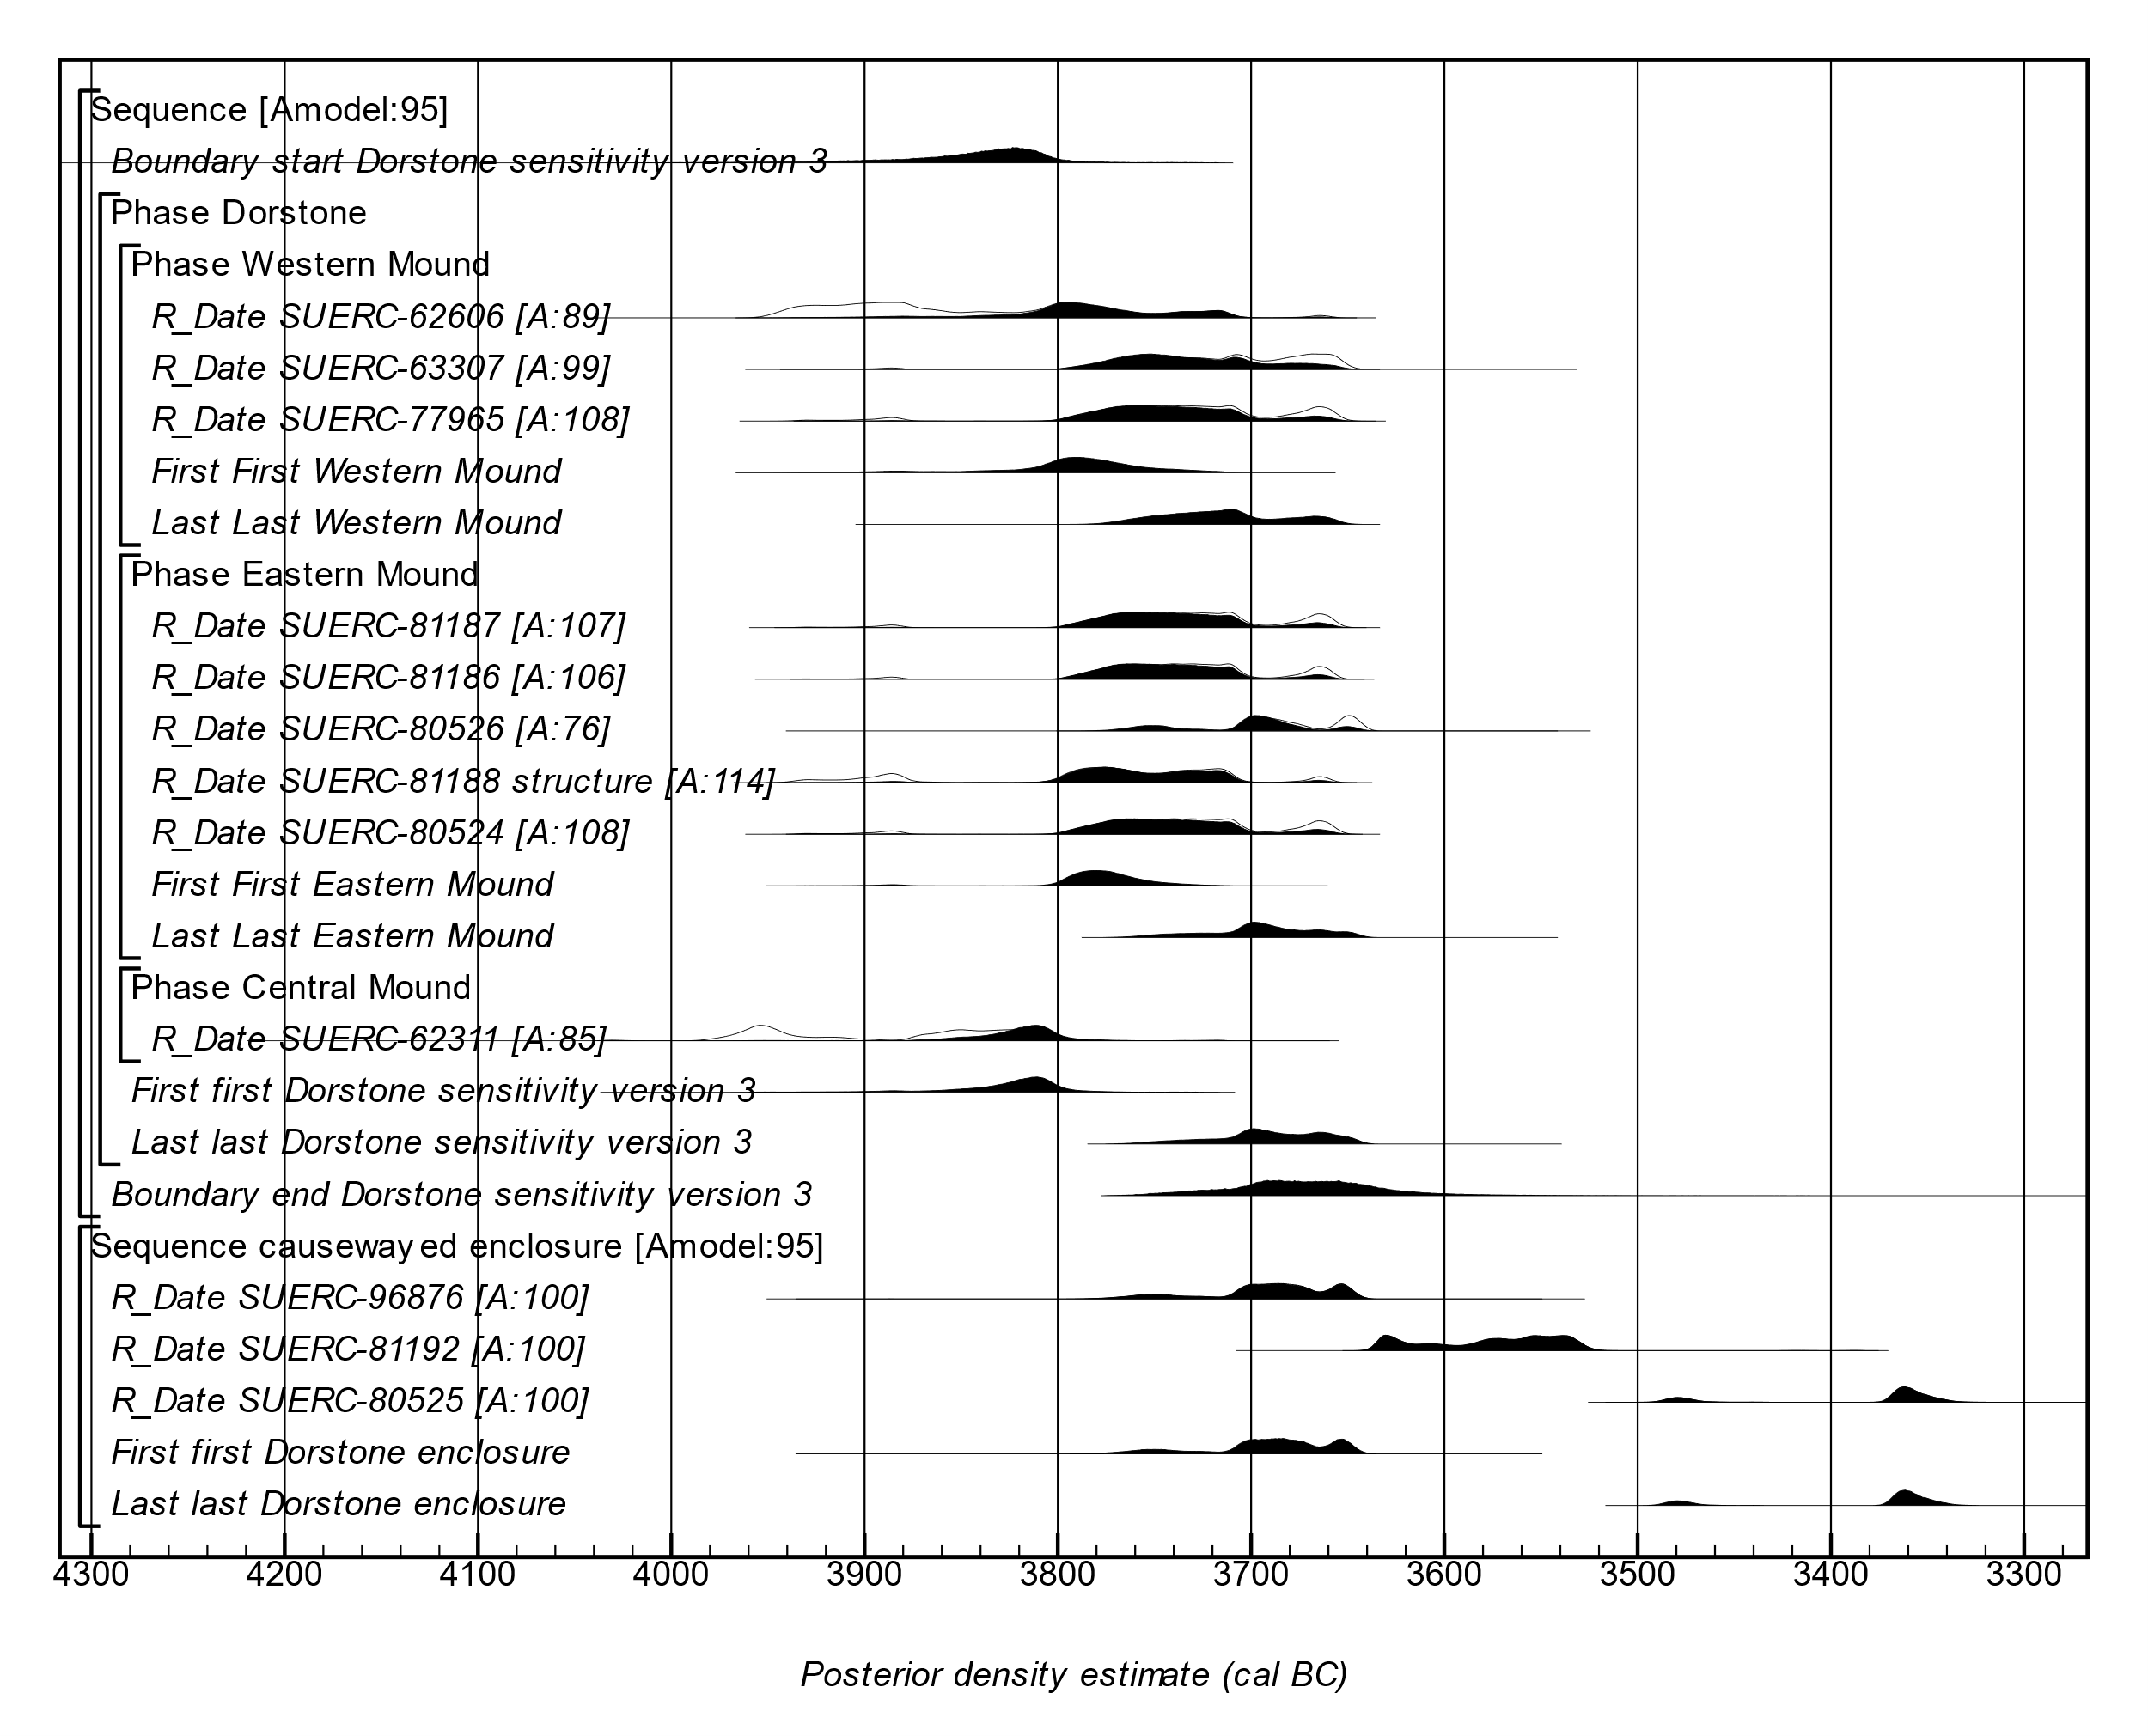 Sequence [Amodel:95]
Boundary start Dorstone sensitivity version 3
Phase Dorstone
Phase Western Mound
R_Date SUERC-62606 [A:89]
R_Date SUERC-63307 [A:99]
R_Date SUERC-77965 [A:108]
First First Western Mound
Last Last Western Mound
Phase Eastern Mound
R_Date SUERC-81187 [A:107]
R_Date SUERC-81186 [A:106]
R_Date SUERC-80526 [A:76]
R_Date SUERC-81188 structure [A:114]
R_Date SUERC-80524 [A:108]
First First Eastern Mound
Last Last Eastern Mound
Phase Central Mound
R_Date SUERC-62311 [A:85]
First first Dorstone sensitivity version 3
Last last Dorstone sensitivity version 3
Boundary end Dorstone sensitivity version 3
Sequence causewayed enclosure [Amodel:95]
R_Date SUERC-96876 [A:100]
R_Date SUERC-81192 [A:100]
R_Date SUERC-80525 [A:100]
First first Dorstone enclosure
Last last Dorstone enclosure
4300 4200 4100 4000 3900 3800 3700 3600 3500 3400 3300
Posterior density estimate (cal BC)